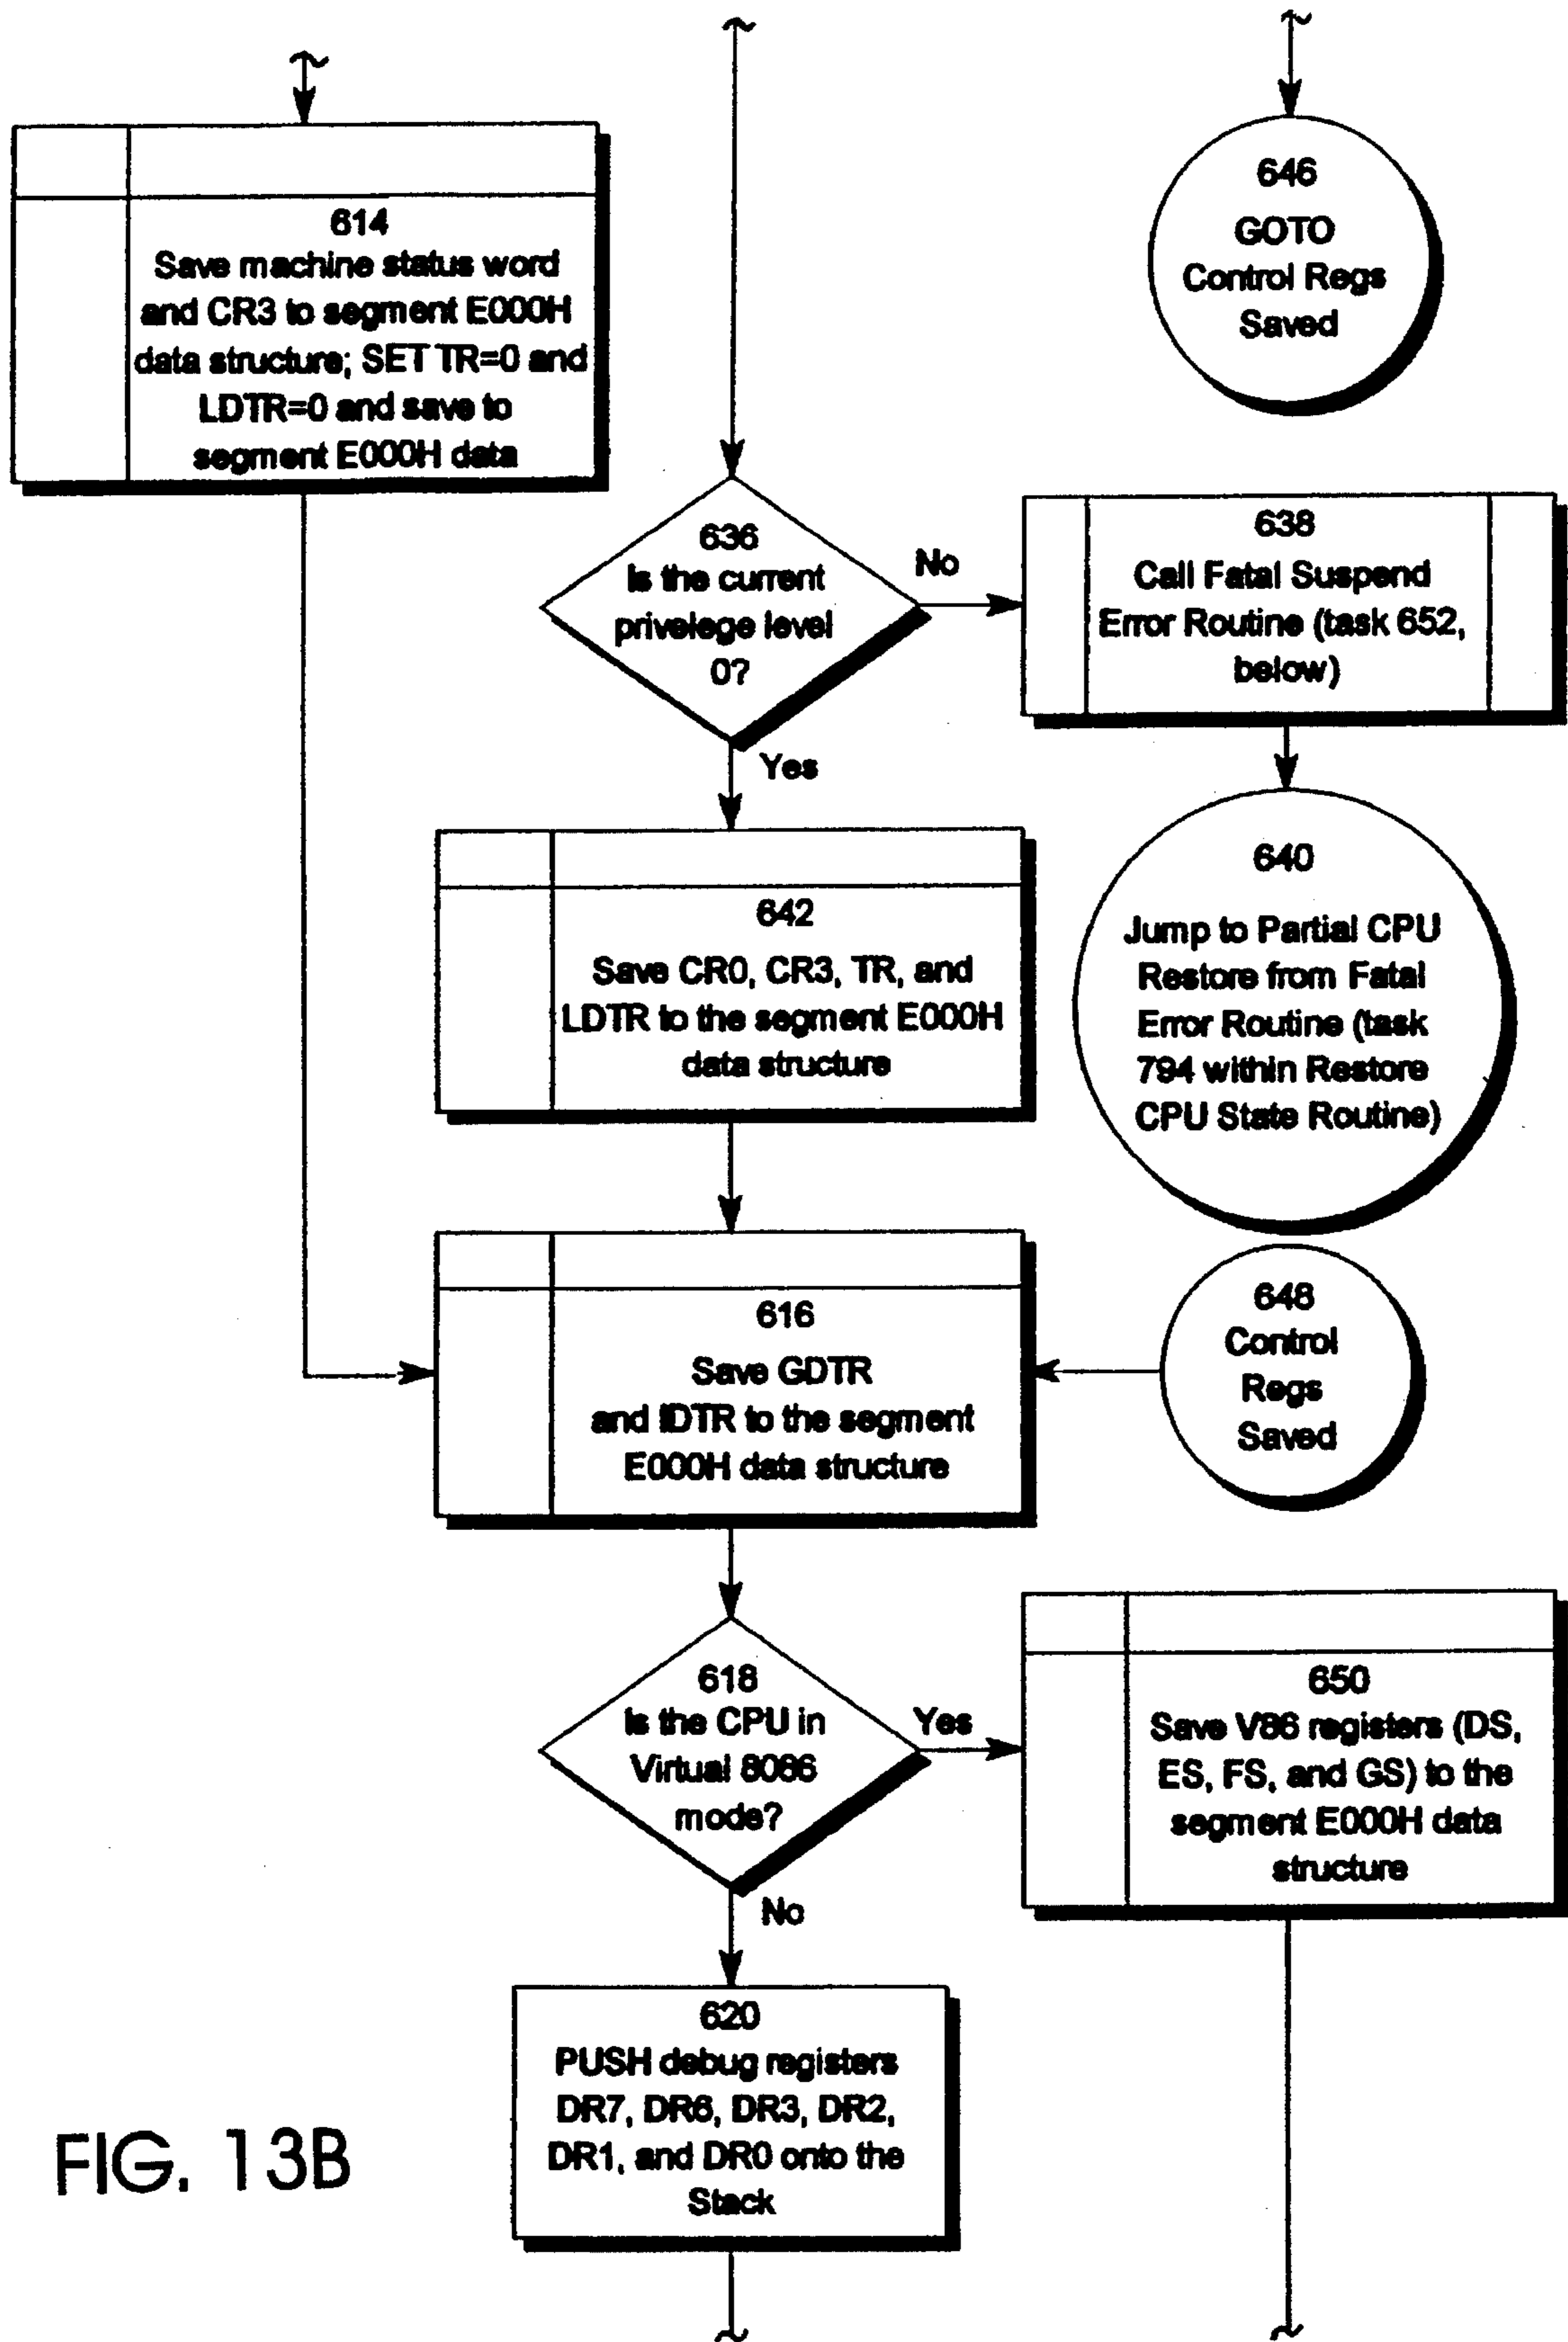 614
Save machine status word
and CR3 to segment E000H
data structure; SET TR=0 and
LDTR=0 and save to
segment E000H data
646
GOTO
Control Regs
Saved
636
Is the current
privelege level
0?
No
Yes
638
Call Fatal Suspend
Error Routine (task 652,
below)
640
Jump to Partial CPU
Restore from Fatal
Error Routine (task
794 within Restore
CPU State Routine)
642
Save CR0, CR3, TR, and
LDTR to the segment E000H
data structure
616
Save GDTR
and IDTR to the segment
E000H data structure
648
Control
Regs
Saved
618
Is the CPU in
Virtual 8086
mode?
Yes
No
650
Save V86 registers (DS,
ES, FS, and GS) to the
segment E000H data
structure
620
PUSH debug registers
DR7, DR6, DR3, DR2,
DR1, and DR0 onto the
Stack
FIG. 13B